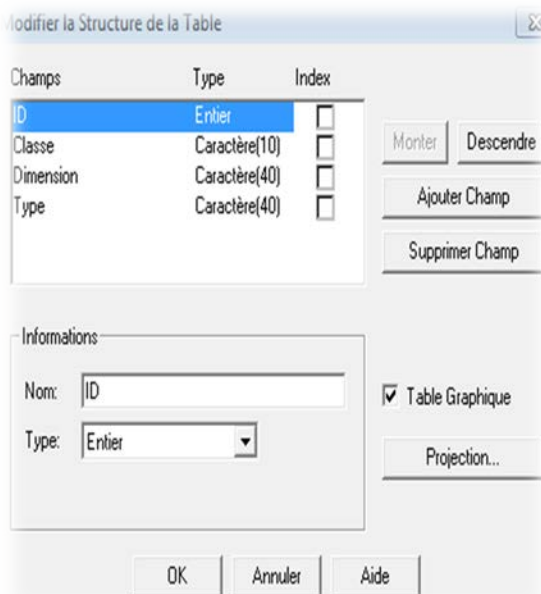 Modifier la Structure de la Table
Champs Type Index
ID Entier
Classe Caractère(10)
Dimension Caractère(40)
Type Caractère(40)
Monter Descendre
Ajouter Champ
Supprimer Champ
Informations
Nom: ID
Type: Entier
Table Graphique
Projection...
OK Annuler Aide